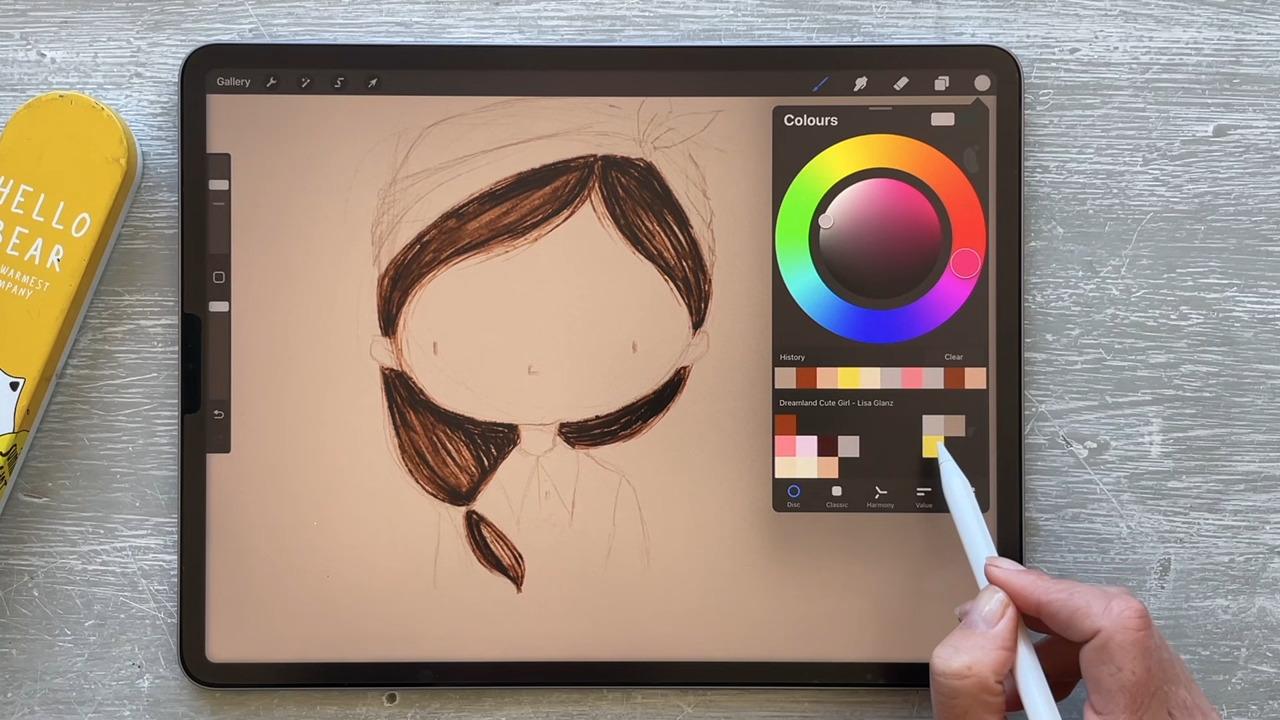 HELLO
BEAR
WARMEST
MPANY
Gallery
Colours
History
Clear
Dreamland Cute Girl - Lisa Glanz
Disc
Classic
Harmony
Value